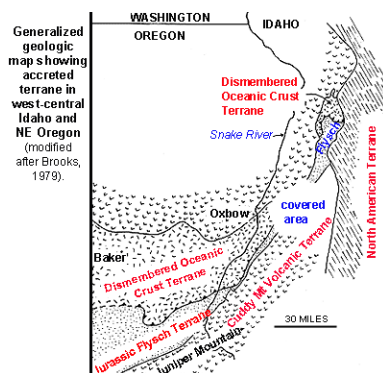 Generalized
geologic
map showing
accreted
terrane in
west-central
Idaho and
NE Oregon
(modified
after Brooks,
1979).
WASHINGTON
OREGON
IDAHO
Dismembered
Oceanic Crust
Terrane
Snake River
Flysch
North American Terrane
covered
area
Oxbow
Baker
Dismembered Oceanic
Crust Terrane
Cuddy Mt Volcanic Terrane
Jurassic Flysch Terrane
Juniper Mountain
30 MILES